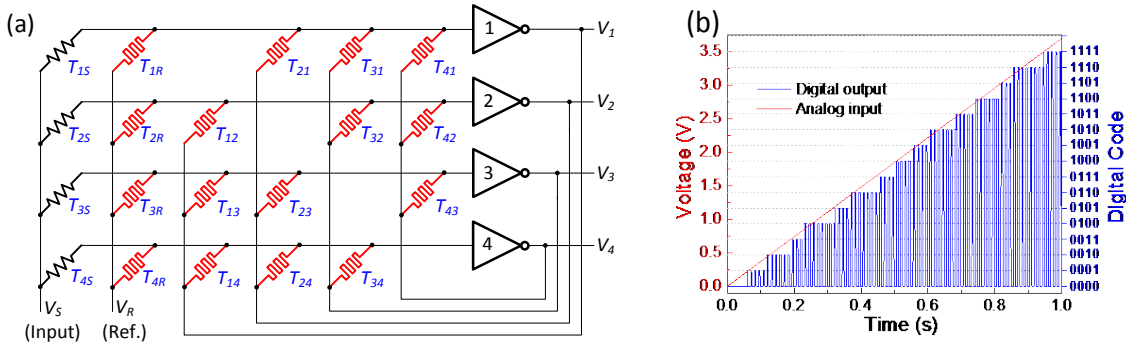 (a)
1
V1
T1S
T1R
T21
T31
T41
2
V2
T2S
T2R
T12
T32
T42
3
V3
T3S
T3R
T13
T23
T43
4
V4
T4S
T4R
T14
T24
T34
VS
VR
(Input)
(Ref.)
(b)
3.5
3.0
2.5
2.0
1.5
1.0
0.5
0.0
Voltage (V)
Digital output
Analog input
1111
1110
1101
1100
1011
1010
1001
1000
0111
0110
0101
0100
0011
0010
0001
0000
Digital Code
0.0 0.2 0.4 0.6 0.8 1.0
Time (s)